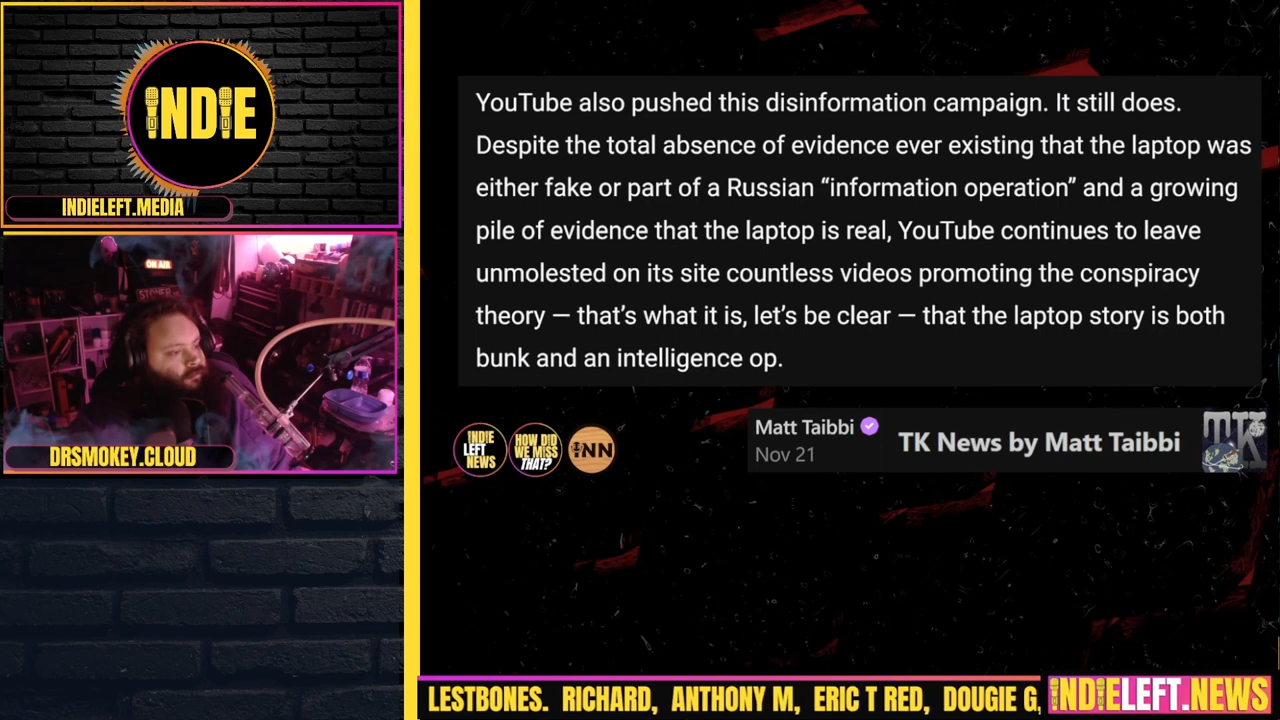 INDIE
INDIELEFT.MEDIA
ON AIR
STONER
DRSMOKEY.CLOUD
YouTube also pushed this disinformation campaign. It still does.
Despite the total absence of evidence ever existing that the laptop was
either fake or part of a Russian “information operation” and a growing
pile of evidence that the laptop is real, YouTube continues to leave
unmolested on its site countless videos promoting the conspiracy
theory — that’s what it is, let’s be clear — that the laptop story is both
bunk and an intelligence op.
INDIE
LEFT
NEWS
HOW DID
WE MISS
THAT?
INN
Matt Taibbi
Nov 21
TK News by Matt Taibbi
TK
LESTBONES. RICHARD, ANTHONY M, ERIC T RED, DOUGIE G,
INDIELEFT.NEWS